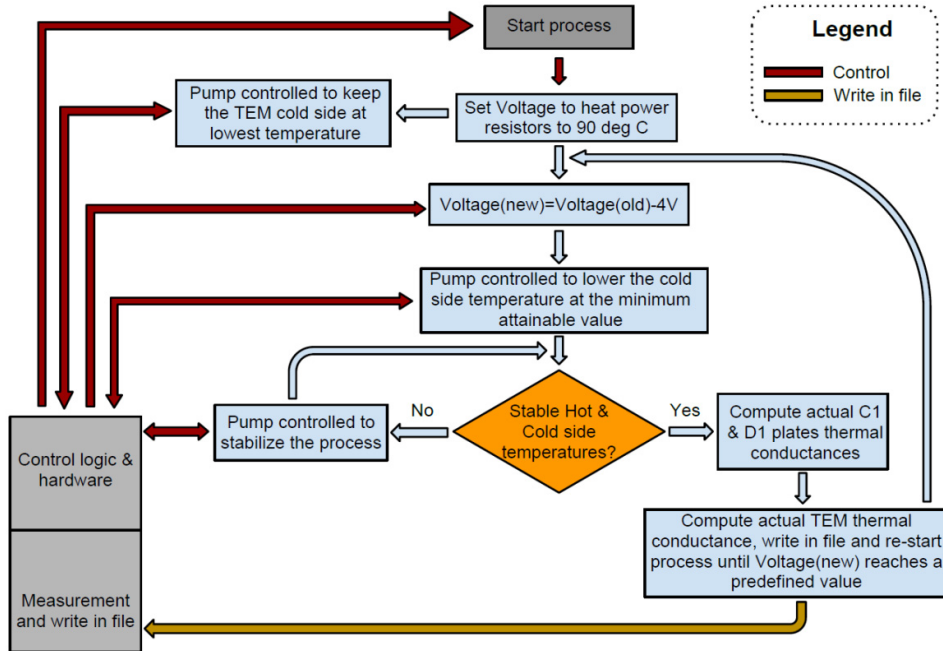 Start process
Legend
Control
Write in file
Pump controlled to keep
the TEM cold side at
lowest temperature
Set Voltage to heat power
resistors to 90 deg C
Voltage(new)=Voltage(old)-4V
Pump controlled to lower the cold
side temperature at the minimum
attainable value
Pump controlled to
stabilize the process
No
Stable Hot &
Cold side
temperatures?
Yes
Compute actual C1
& D1 plates thermal
conductances
Control logic &
hardware
Compute actual TEM thermal
conductance, write in file and re-start
process until Voltage(new) reaches a
predefined value
Measurement
and write in file